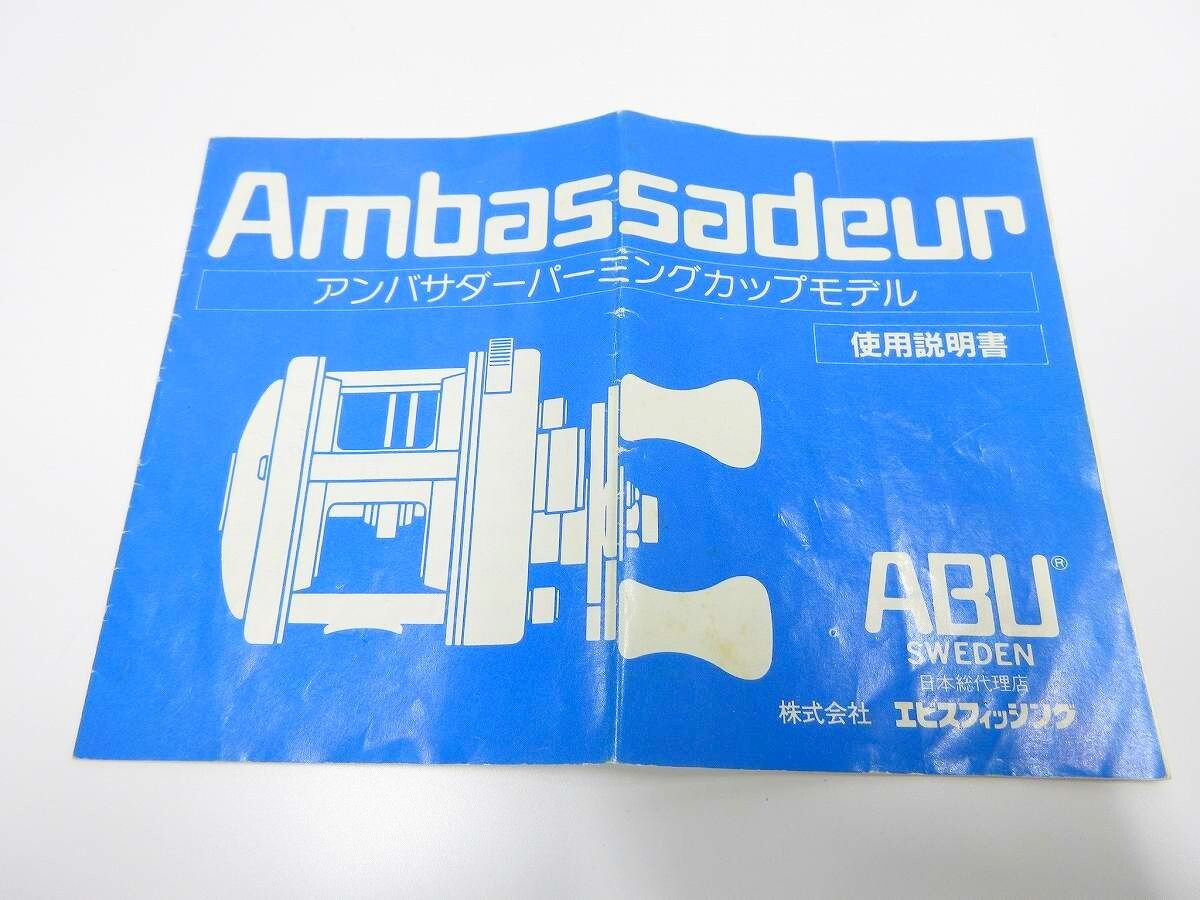 Ambassadeur
アンバサダーパーミングカップモデル
使用説明書
ABU®
SWEDEN
日本総代理店
株式会社 エビスフィッシング